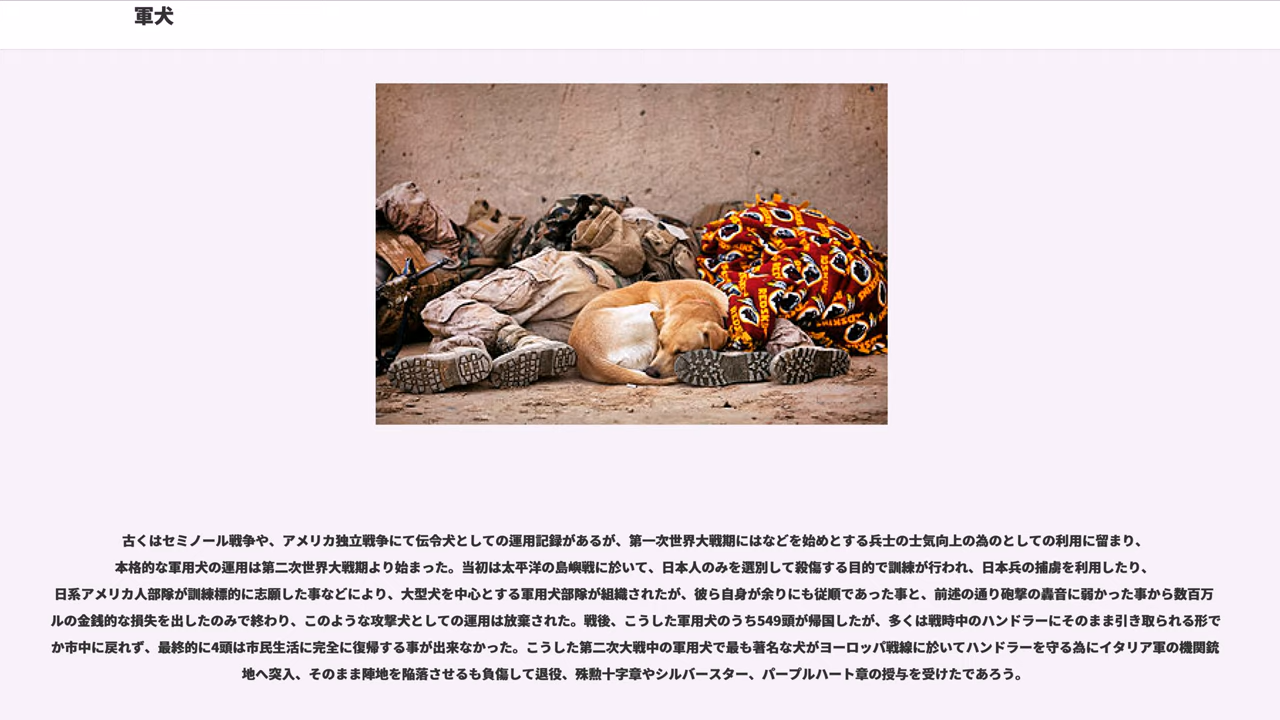 軍犬
REDSKINS
REDSKINS
古くはセミノール戦争や、アメリカ独立戦争にて伝令犬としての運用記録があるが、第一次世界大戦期にはなどを始めとする兵士の士気向上の為のとしての利用に留まり、
本格的な軍用犬の運用は第二次世界大戦期より始まった。当初は太平洋の島嶼戦に於いて、日本人のみを選別して殺傷する目的で訓練が行われ、日本兵の捕虜を利用したり、
日系アメリカ人部隊が訓練標的に志願した事などにより、大型犬を中心とする軍用犬部隊が組織されたが、彼ら自身が余りにも従順であった事と、前述の通り砲撃の轟音に弱かった事から数百万
ルの金銭的な損失を出したのみで終わり、このような攻撃犬としての運用は放棄された。戦後、こうした軍用犬のうち549頭が帰国したが、多くは戦時中のハンドラーにそのまま引き取られる形で
か市中に戻れず、最終的に4頭は市民生活に完全に復帰する事が出来なかった。こうした第二次大戦中の軍用犬で最も著名な犬がヨーロッパ戦線に於いてハンドラーを守る為にイタリア軍の機関銃
地へ突入、そのまま陣地を陥落させるも負傷して退役、殊勲十字章やシルバースター、パープルハート章の授与を受けたであろう。